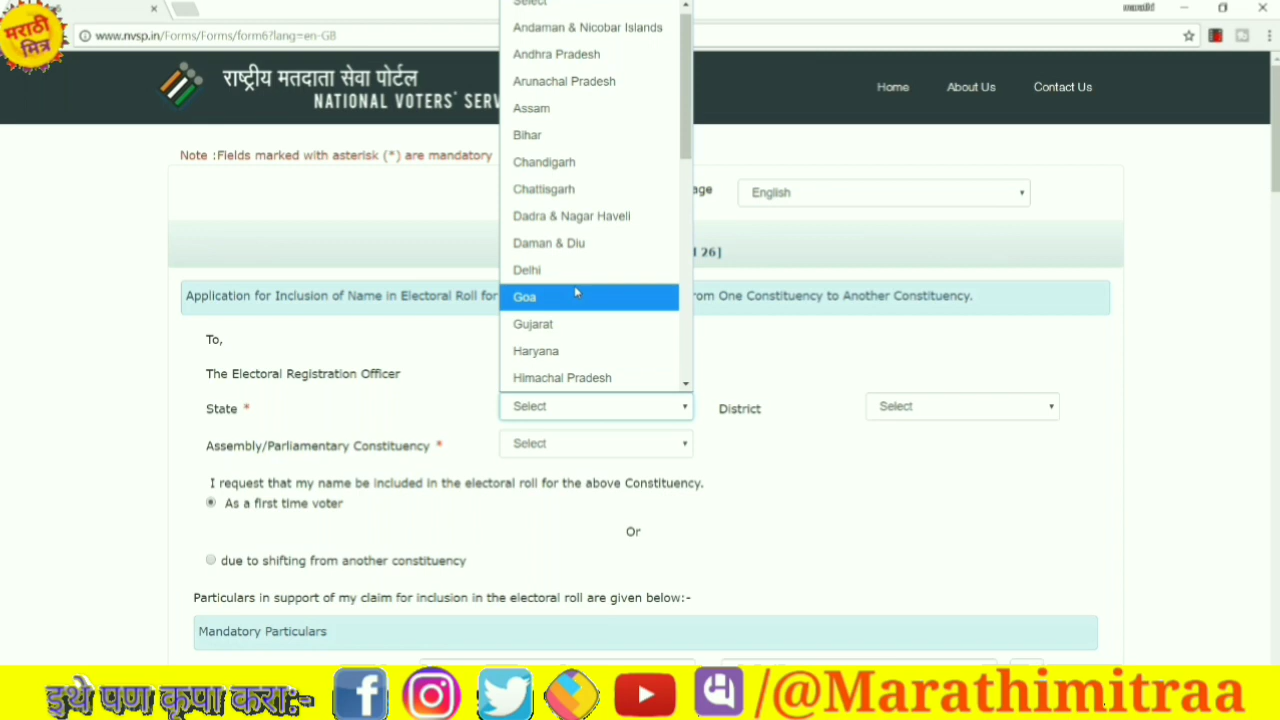 मराठी
मित्र
www.nvsp.in/Forms/Forms/form6?lang=en-GB
राष्ट्रीय मतदाता सेवा पोर्टल
NATIONAL VOTERS' SERV
Home About Us Contact Us
Note :Fields marked with asterisk (*) are mandatory
Select
Andaman & Nicobar Islands
Andhra Pradesh
Arunachal Pradesh
Assam
Bihar
Chandigarh
Chattisgarh
Dadra & Nagar Haveli
Daman & Diu
Delhi
Goa
Gujarat
Haryana
Himachal Pradesh
age English
26]
Application for Inclusion of Name in Electoral Roll for rom One Constituency to Another Constituency.
To,
The Electoral Registration Officer
State * Select District Select
Assembly/Parliamentary Constituency * Select
I request that my name be included in the electoral roll for the above Constituency.
As a first time voter
Or
due to shifting from another constituency
Particulars in support of my claim for inclusion in the electoral roll are given below:-
Mandatory Particulars
इथे पण कृपा करा:- /@Marathimitraa